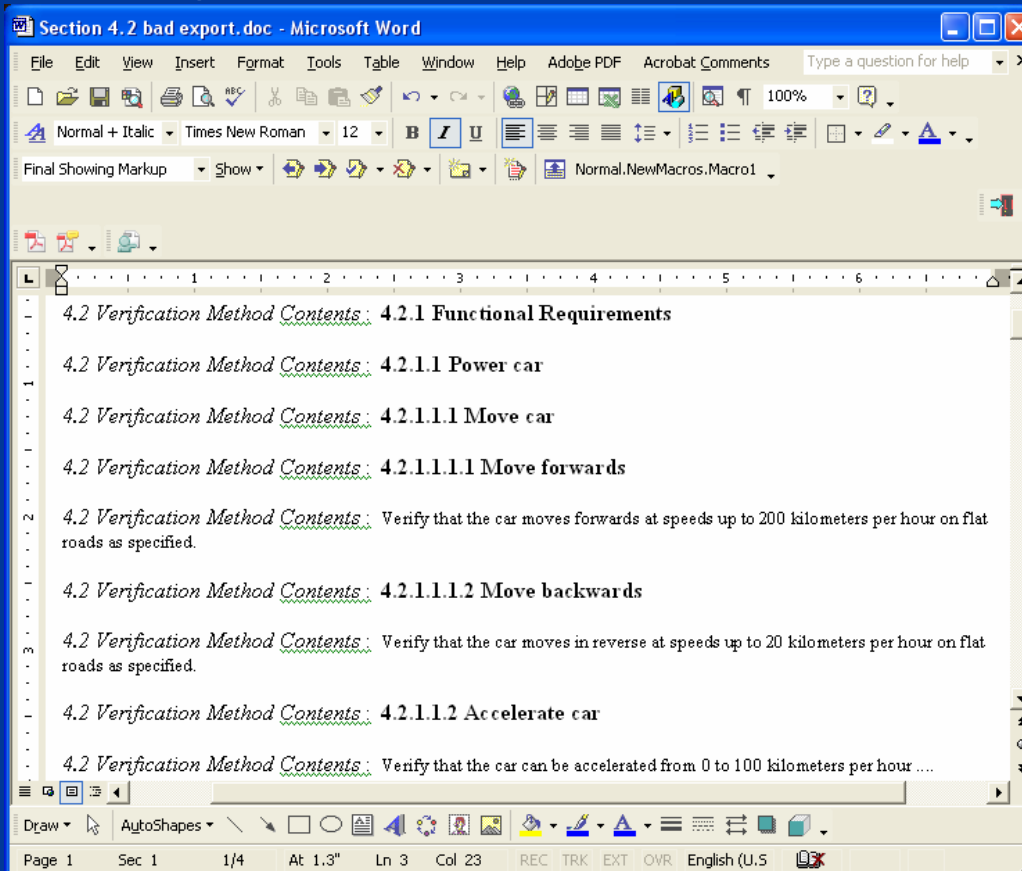 Section 4.2 bad export.doc - Microsoft Word
File Edit View Insert Format Tools Table Window Help Adobe PDF Acrobat Comments Type a question for help
100%
Normal + Italic Times New Roman 12 B I U A
Final Showing Markup Show Normal.NewMacros.Macro1
L 1 2 3 4 5 6
4.2 Verification Method Contents : 4.2.1 Functional Requirements
4.2 Verification Method Contents : 4.2.1.1 Power car
4.2 Verification Method Contents : 4.2.1.1.1 Move car
4.2 Verification Method Contents : 4.2.1.1.1.1 Move forwards
4.2 Verification Method Contents : Verify that the car moves forwards at speeds up to 200 kilometers per hour on flat
roads as specified.
4.2 Verification Method Contents : 4.2.1.1.1.2 Move backwards
4.2 Verification Method Contents : Verify that the car moves in reverse at speeds up to 20 kilometers per hour on flat
roads as specified.
4.2 Verification Method Contents : 4.2.1.1.2 Accelerate car
4.2 Verification Method Contents : Verify that the car can be accelerated from 0 to 100 kilometers per hour ....
Draw AutoShapes
Page 1 Sec 1 1/4 At 1.3" Ln 3 Col 23 REC TRK EXT OVR English (U.S